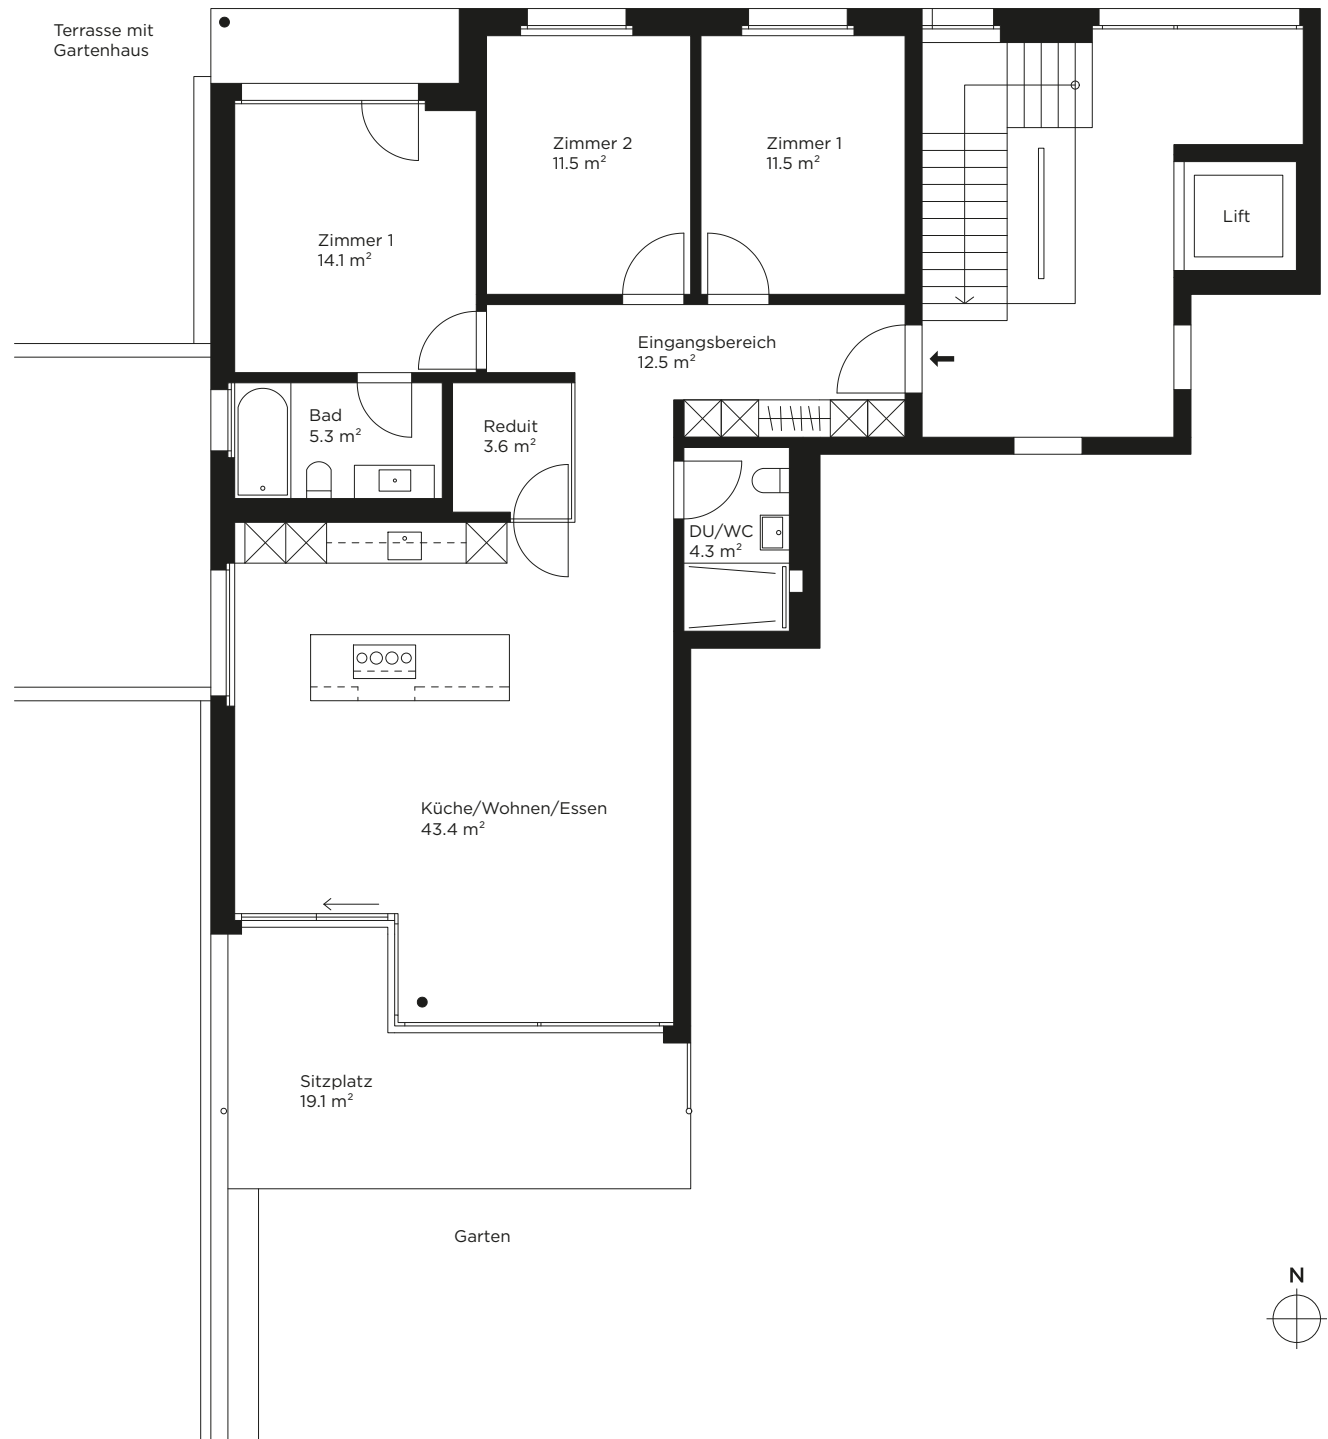 Terrasse mit
Gartenhaus
Zimmer 2
11.5 m²
Zimmer 1
11.5 m²
Lift
Zimmer 1
14.1 m²
Eingangsbereich
12.5 m²
Bad
5.3 m²
Reduit
3.6 m²
DU/WC
4.3 m²
Küche/Wohnen/Essen
43.4 m²
Sitzplatz
19.1 m²
Garten
N